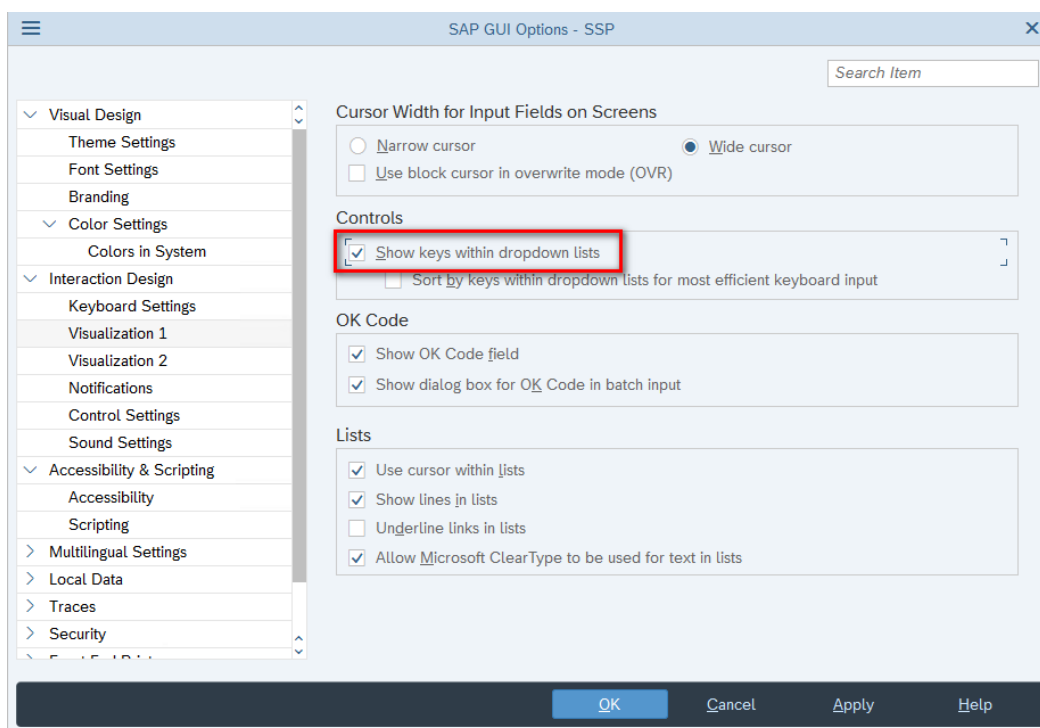 SAP GUI Options - SSP
Search Item
Visual Design
Theme Settings
Font Settings
Branding
Color Settings
Colors in System
Interaction Design
Keyboard Settings
Visualization 1
Visualization 2
Notifications
Control Settings
Sound Settings
Accessibility & Scripting
Accessibility
Scripting
Multilingual Settings
Local Data
Traces
Security
Cursor Width for Input Fields on Screens
Narrow cursor
Wide cursor
Use block cursor in overwrite mode (OVR)
Controls
Show keys within dropdown lists
Sort by keys within dropdown lists for most efficient keyboard input
OK Code
Show OK Code field
Show dialog box for OK Code in batch input
Lists
Use cursor within lists
Show lines in lists
Underline links in lists
Allow Microsoft ClearType to be used for text in lists
OK
Cancel
Apply
Help